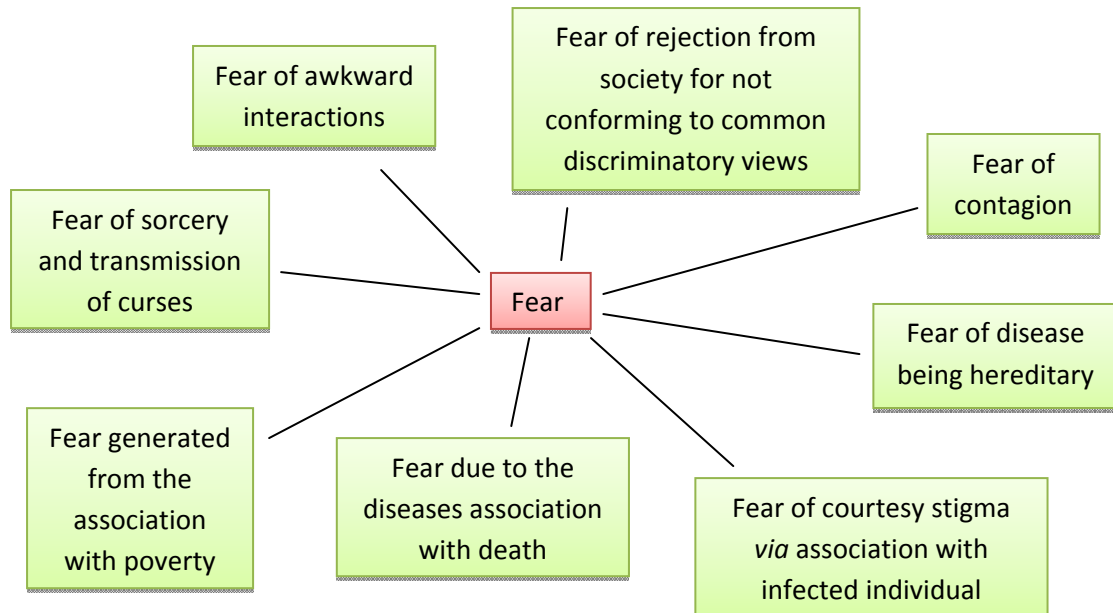 Fear of awkward
interactions
Fear of rejection from
society for not
conforming to common
discriminatory views
Fear of
contagion
Fear of sorcery
and transmission
of curses
Fear
Fear of disease
being hereditary
Fear generated
from the
association
with poverty
Fear due to the
diseases association
with death
Fear of courtesy stigma
via association with
infected individual